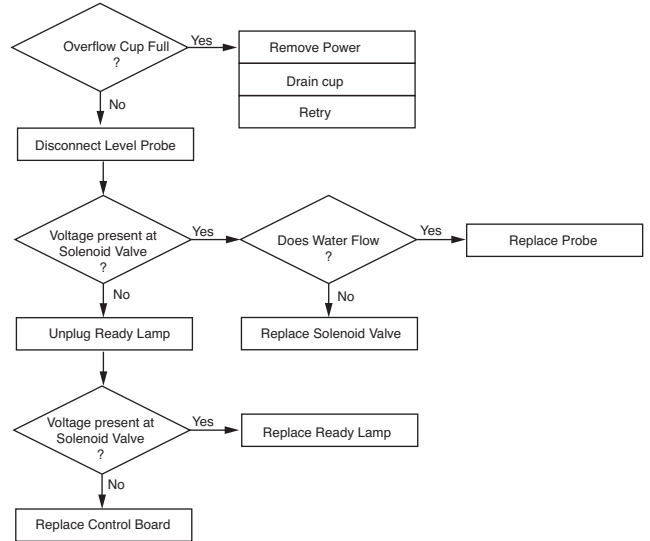 Overflow Cup Full
?
Yes
Remove Power
Drain cup
Retry
No
Disconnect Level Probe
Voltage present at
Solenoid Valve
?
Yes
Does Water Flow
?
Yes
Replace Probe
No
No
Unplug Ready Lamp
Replace Solenoid Valve
Voltage present at
Solenoid Valve
?
Yes
Replace Ready Lamp
No
Replace Control Board